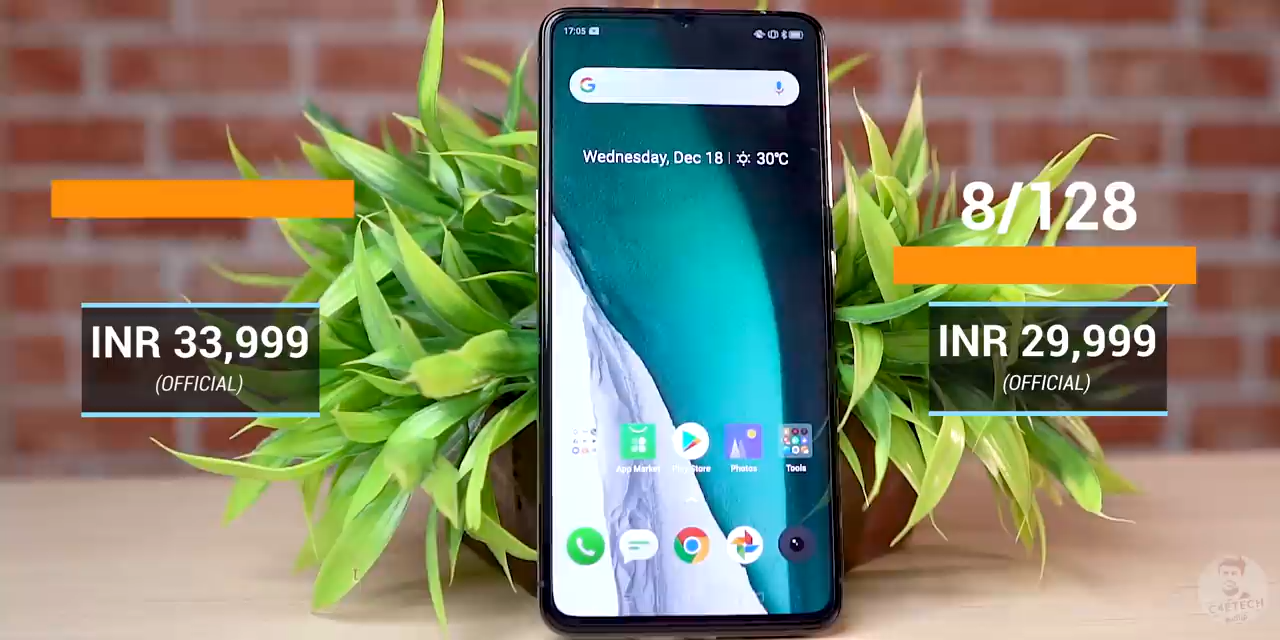 17:05
Wednesday, Dec 18 | 30°C
8/128
INR 33,999
(OFFICIAL)
INR 29,999
(OFFICIAL)
App Market
Play Store
Photos
Tools
C4ETECH
தமிழ்